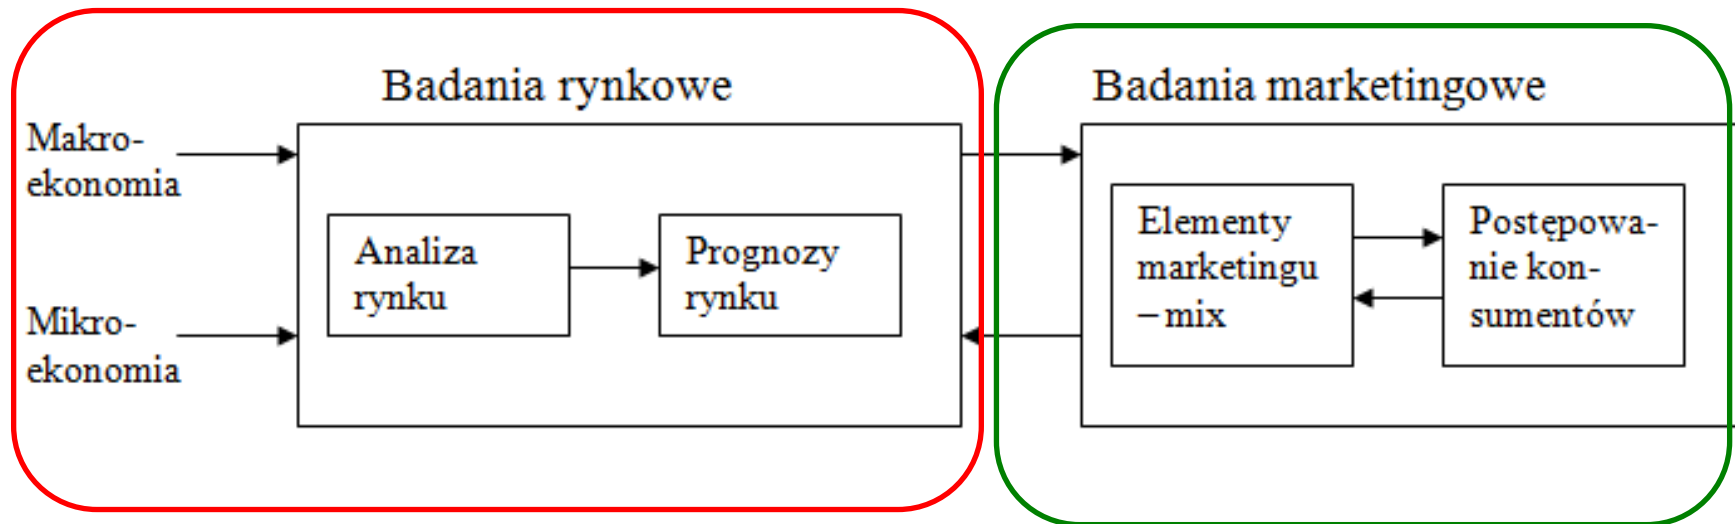 Badania rynkowe
Makro-
ekonomia
Mikro-
ekonomia
Analiza
rynku
Prognozy
rynku
Badania marketingowe
Elementy
marketingu
– mix
Postępowa-
nie kon-
sumentów